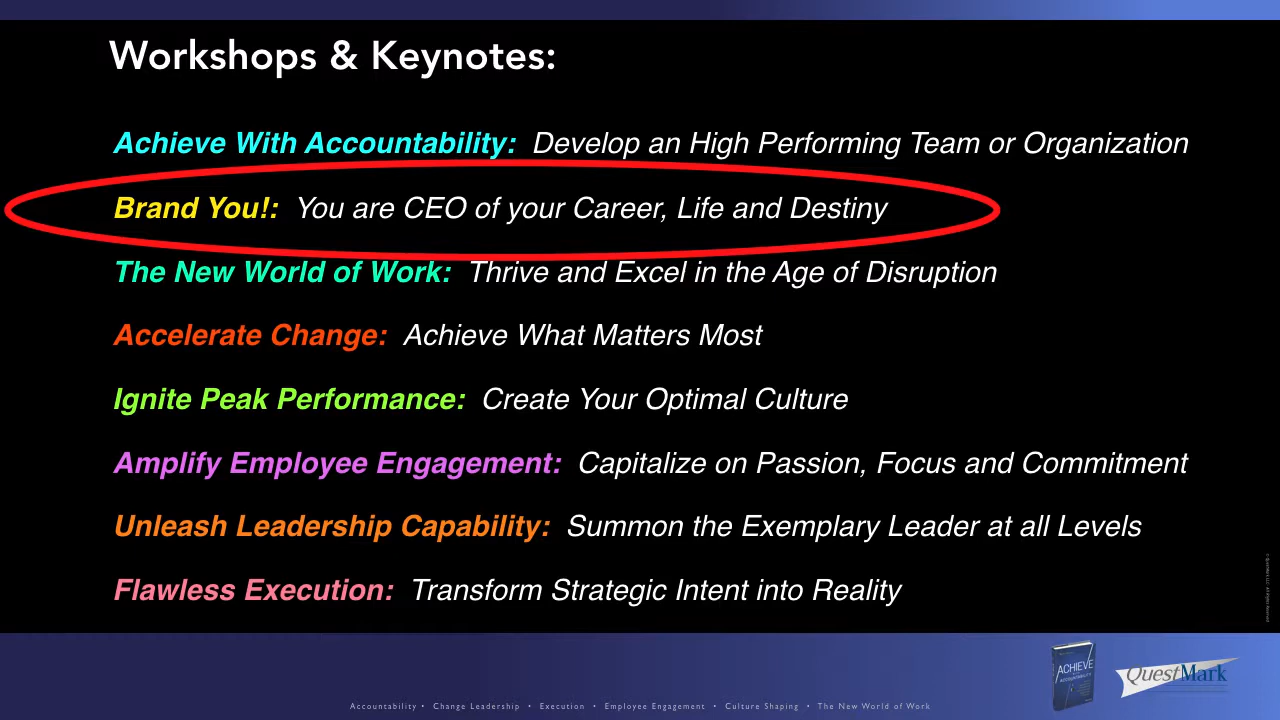 Workshops & Keynotes:
Achieve With Accountability: Develop an High Performing Team or Organization
Brand You!: You are CEO of your Career, Life and Destiny
The New World of Work: Thrive and Excel in the Age of Disruption
Accelerate Change: Achieve What Matters Most
Ignite Peak Performance: Create Your Optimal Culture
Amplify Employee Engagement: Capitalize on Passion, Focus and Commitment
Unleash Leadership Capability: Summon the Exemplary Leader at all Levels
Flawless Execution: Transform Strategic Intent into Reality
ACHIEVE
ACCOUNTABILITY
QuestMark
Accountability • Change Leadership • Execution • Employee Engagement • Culture Shaping • The New World of Work